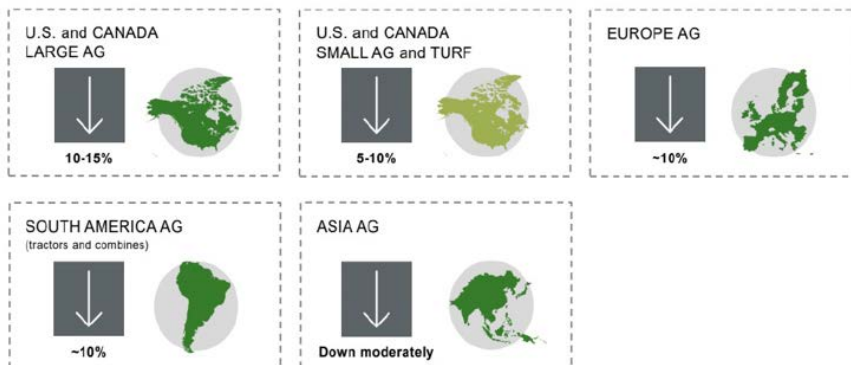 U.S. and CANADA
LARGE AG
10-15%
U.S. and CANADA
SMALL AG and TURF
5-10%
EUROPE AG
~10%
SOUTH AMERICA AG
(tractors and combines)
~10%
ASIA AG
Down moderately